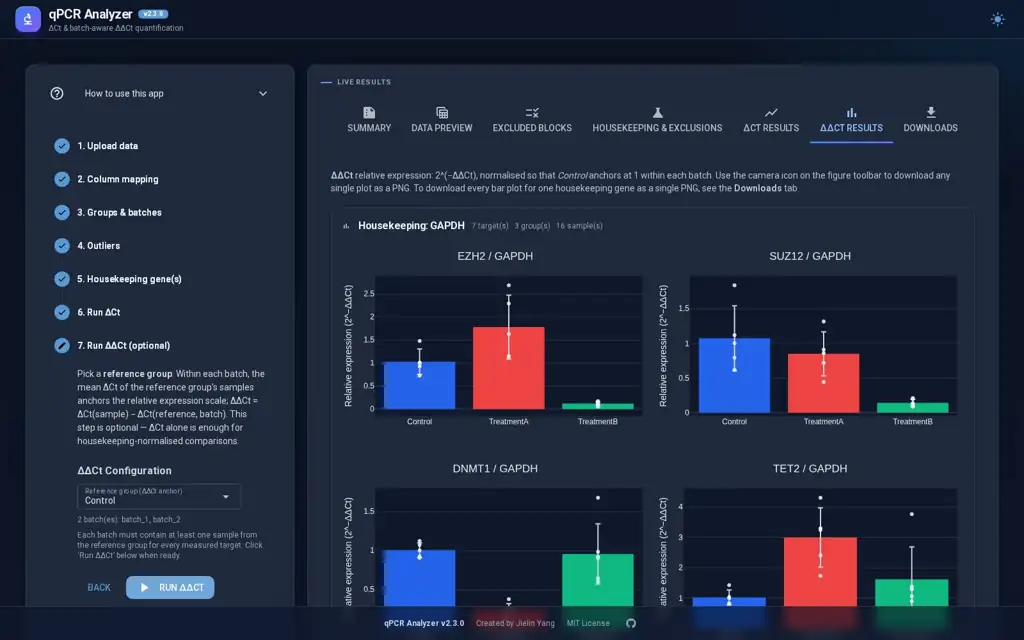 qPCR Analyzer v2.3.0
ΔCt & batch-aware ΔΔCt quantification
How to use this app
1. Upload data
2. Column mapping
3. Groups & batches
4. Outliers
5. Housekeeping gene(s)
6. Run ΔCt
7. Run ΔΔCt (optional)
Pick a reference group. Within each batch, the
mean ΔCt of the reference group's samples
anchors the relative expression scale; ΔΔCt =
ΔCt(sample) − ΔCt(reference, batch). This
step is optional — ΔCt alone is enough for
housekeeping-normalised comparisons.
ΔΔCt Configuration
Reference group (ΔΔCt anchor)
Control
2 batch(es): batch_1, batch_2
Each batch must contain at least one sample from
the reference group for every measured target. Click
'Run ΔΔCt' below when ready.
BACK
RUN ΔΔCT
LIVE RESULTS
SUMMARY
DATA PREVIEW
EXCLUDED BLOCKS
HOUSEKEEPING & EXCLUSIONS
ΔCT RESULTS
ΔΔCT RESULTS
DOWNLOADS
ΔΔCt relative expression: 2^(−ΔΔCt), normalised so that Control anchors at 1 within each batch. Use the camera icon on the figure toolbar to download any
single plot as a PNG. To download every bar plot for one housekeeping gene as a single PNG, see the Downloads tab
Housekeeping: GAPDH 7 target(s) 3 group(s) 16 sample(s)
EZH2 / GAPDH
Relative expression (2^−ΔΔCt)
2.5
2
1.5
1
0.5
0
Control
TreatmentA
TreatmentB
SUZ12 / GAPDH
Relative expression (2^−ΔΔCt)
1.5
1
0.5
0
Control
TreatmentA
TreatmentB
DNMT1 / GAPDH
ative expression (2^−ΔΔCt)
1.5
1
0.5
TET2 / GAPDH
ative expression (2^−ΔΔCt)
4
3
2
1
qPCR Analyzer v2.3.0 Created by Jielin Yang MIT License